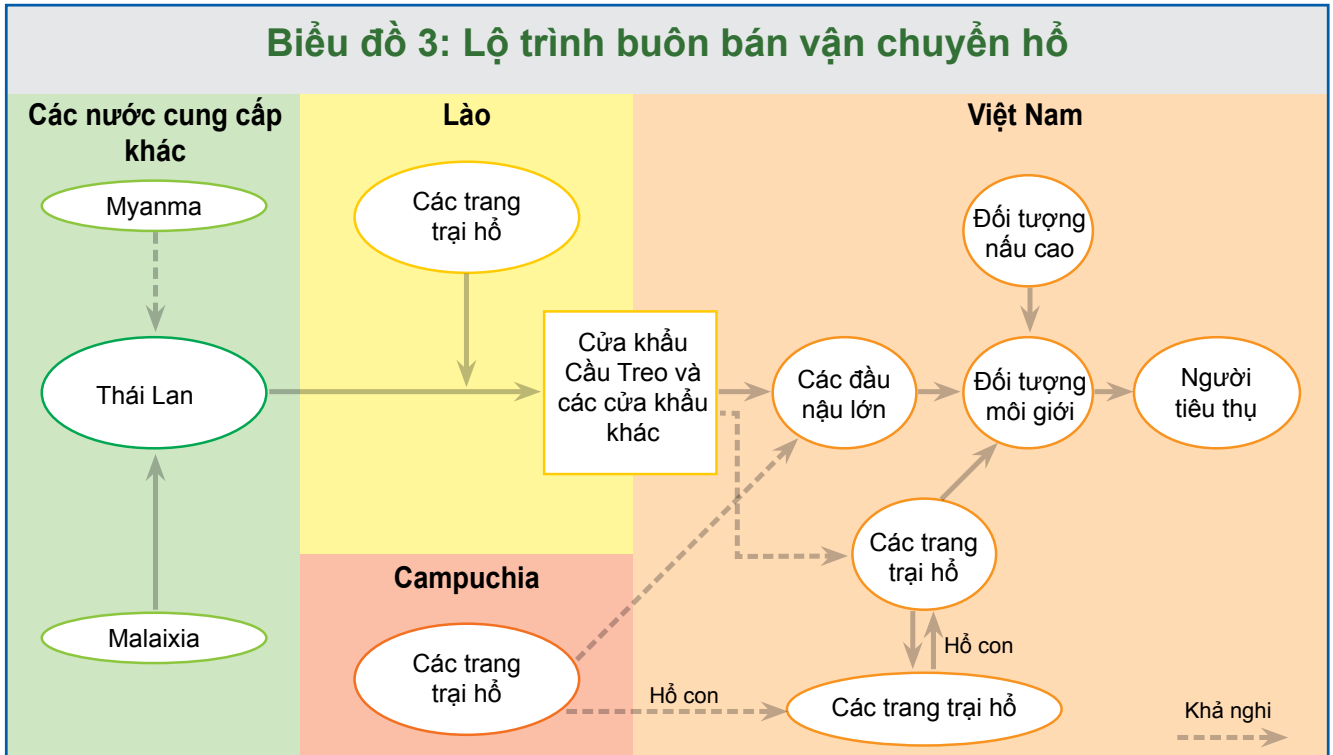 Biểu đồ 3: Lộ trình buôn bán vận chuyển hổ
Các nước cung cấp
khác
Myanma
Thái Lan
Malaixia
Lào
Các trang
trại hổ
Cửa khẩu
Cầu Treo và
các cửa khẩu
khác
Campuchia
Các trang
trại hổ
Hổ con
Việt Nam
Đối tượng
nấu cao
Các đầu
nậu lớn
Đối tượng
môi giới
Người
tiêu thụ
Các trang
trại hổ
Hổ con
Các trang trại hổ
Khả nghi